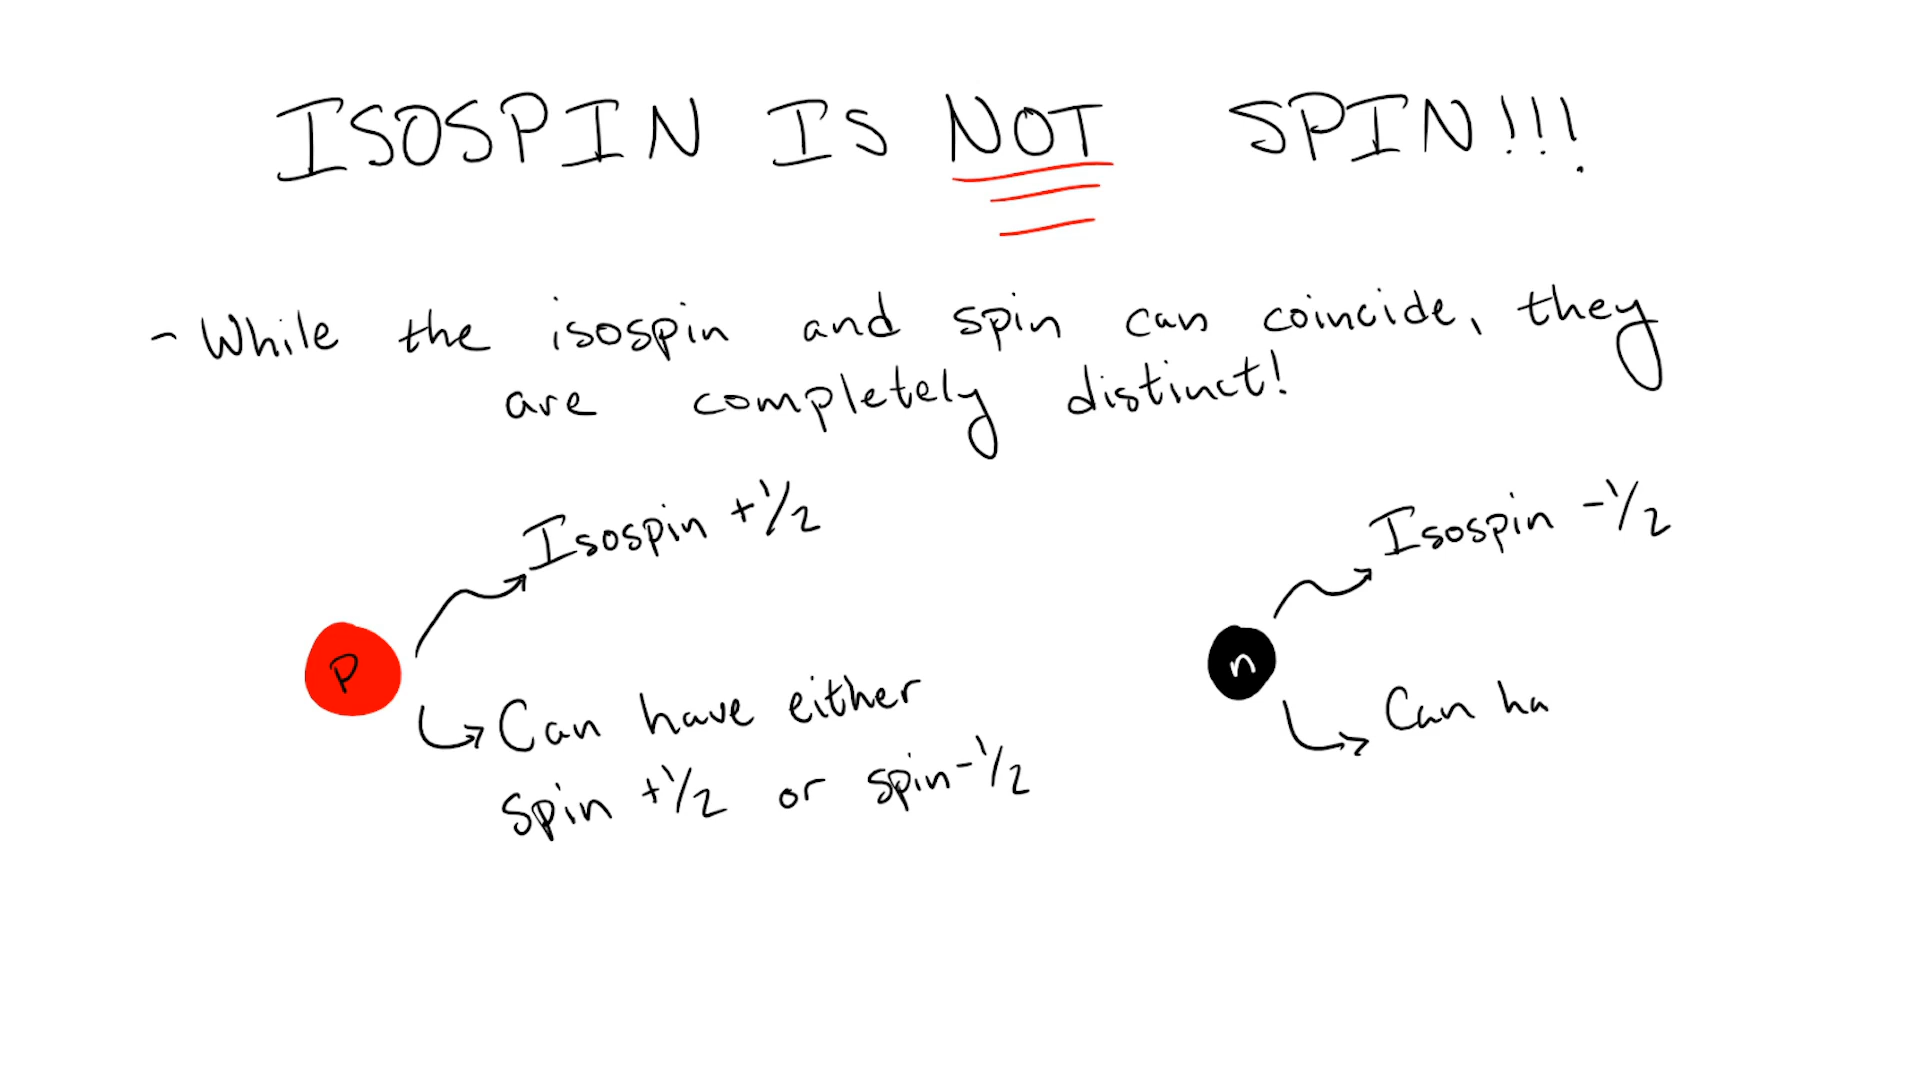 ISOSPIN IS NOT SPIN!!!
- While the isospin and spin can coincide, they
are completely distinct!
Isospin +1/2
Isospin -1/2
P
n
Can have either
spin +1/2 or spin -1/2
Can ha